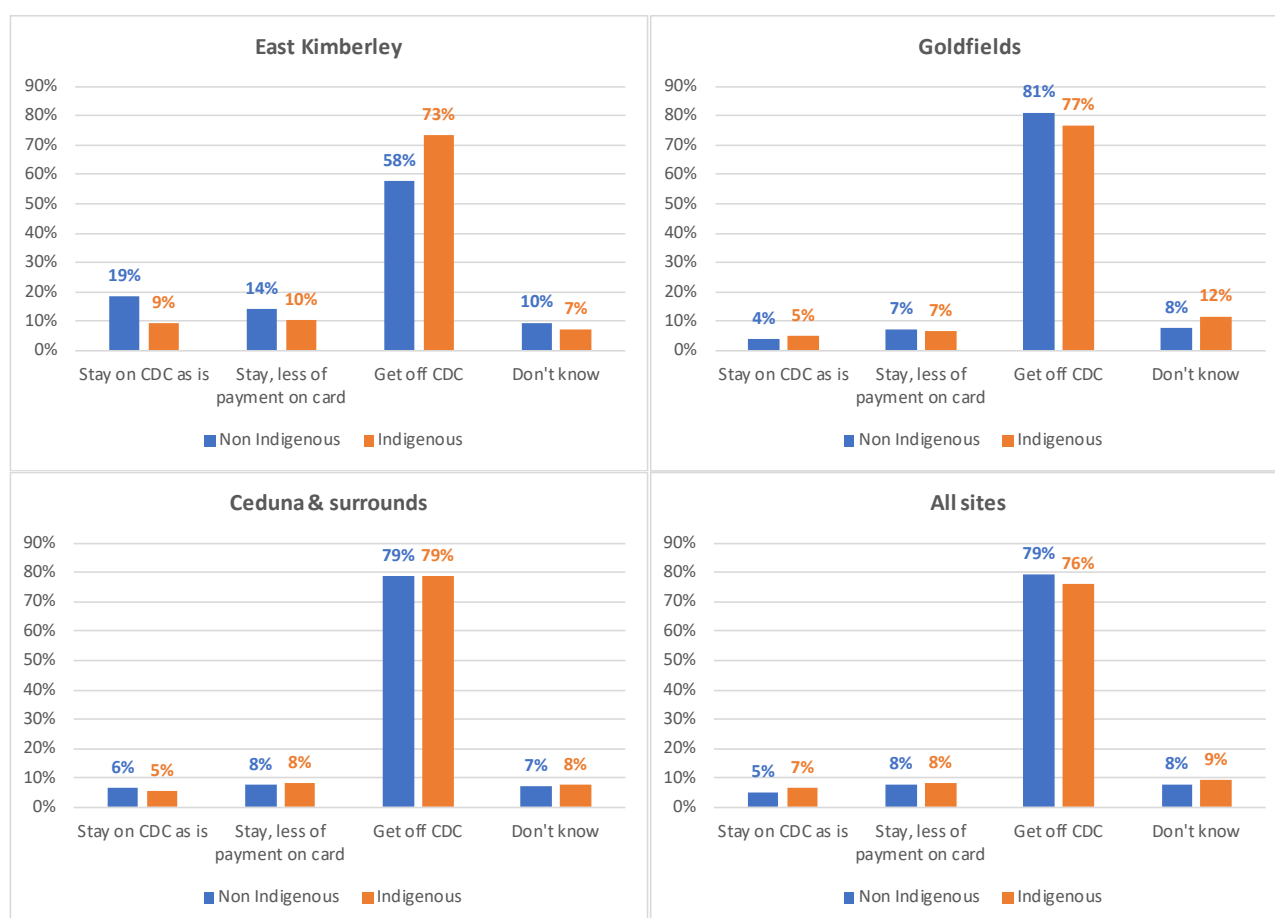 East Kimberley
90%
80%
70%
60%
50%
40%
30%
20%
10%
0%
19%
9%
14%
10%
58%
73%
10%
7%
Stay on CDC as is
Stay, less of
payment on card
Get off CDC
Don't know
Non Indigenous
Indigenous
Goldfields
90%
80%
70%
60%
50%
40%
30%
20%
10%
0%
4%
5%
7%
7%
81%
77%
8%
12%
Stay on CDC as is
Stay, less of
payment on card
Get off CDC
Don't know
Non Indigenous
Indigenous
Ceduna & surrounds
90%
80%
70%
60%
50%
40%
30%
20%
10%
0%
6%
5%
8%
8%
79%
79%
7%
8%
Stay on CDC as is
Stay, less of
payment on card
Get off CDC
Don't know
Non Indigenous
Indigenous
All sites
90%
80%
70%
60%
50%
40%
30%
20%
10%
0%
5%
7%
8%
8%
79%
76%
8%
9%
Stay on CDC as is
Stay, less of
payment on card
Get off CDC
Don't know
Non Indigenous
Indigenous